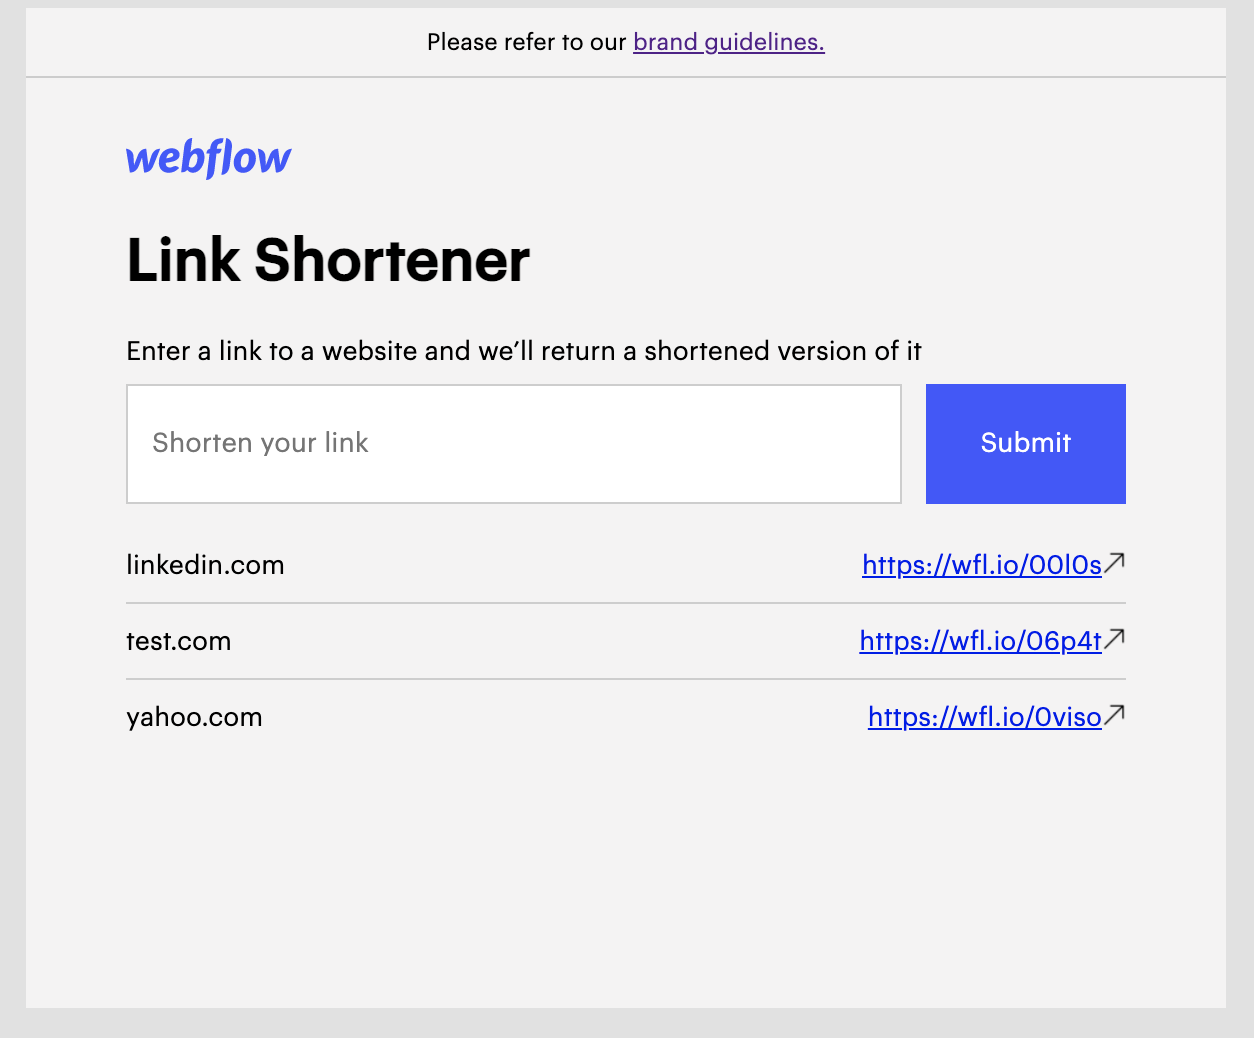 Please refer to our brand guidelines.
webflow
Link Shortener
Enter a link to a website and we’ll return a shortened version of it
Shorten your link
Submit
linkedin.com https://wfl.io/00l0s
test.com https://wfl.io/06p4t
yahoo.com https://wfl.io/0viso